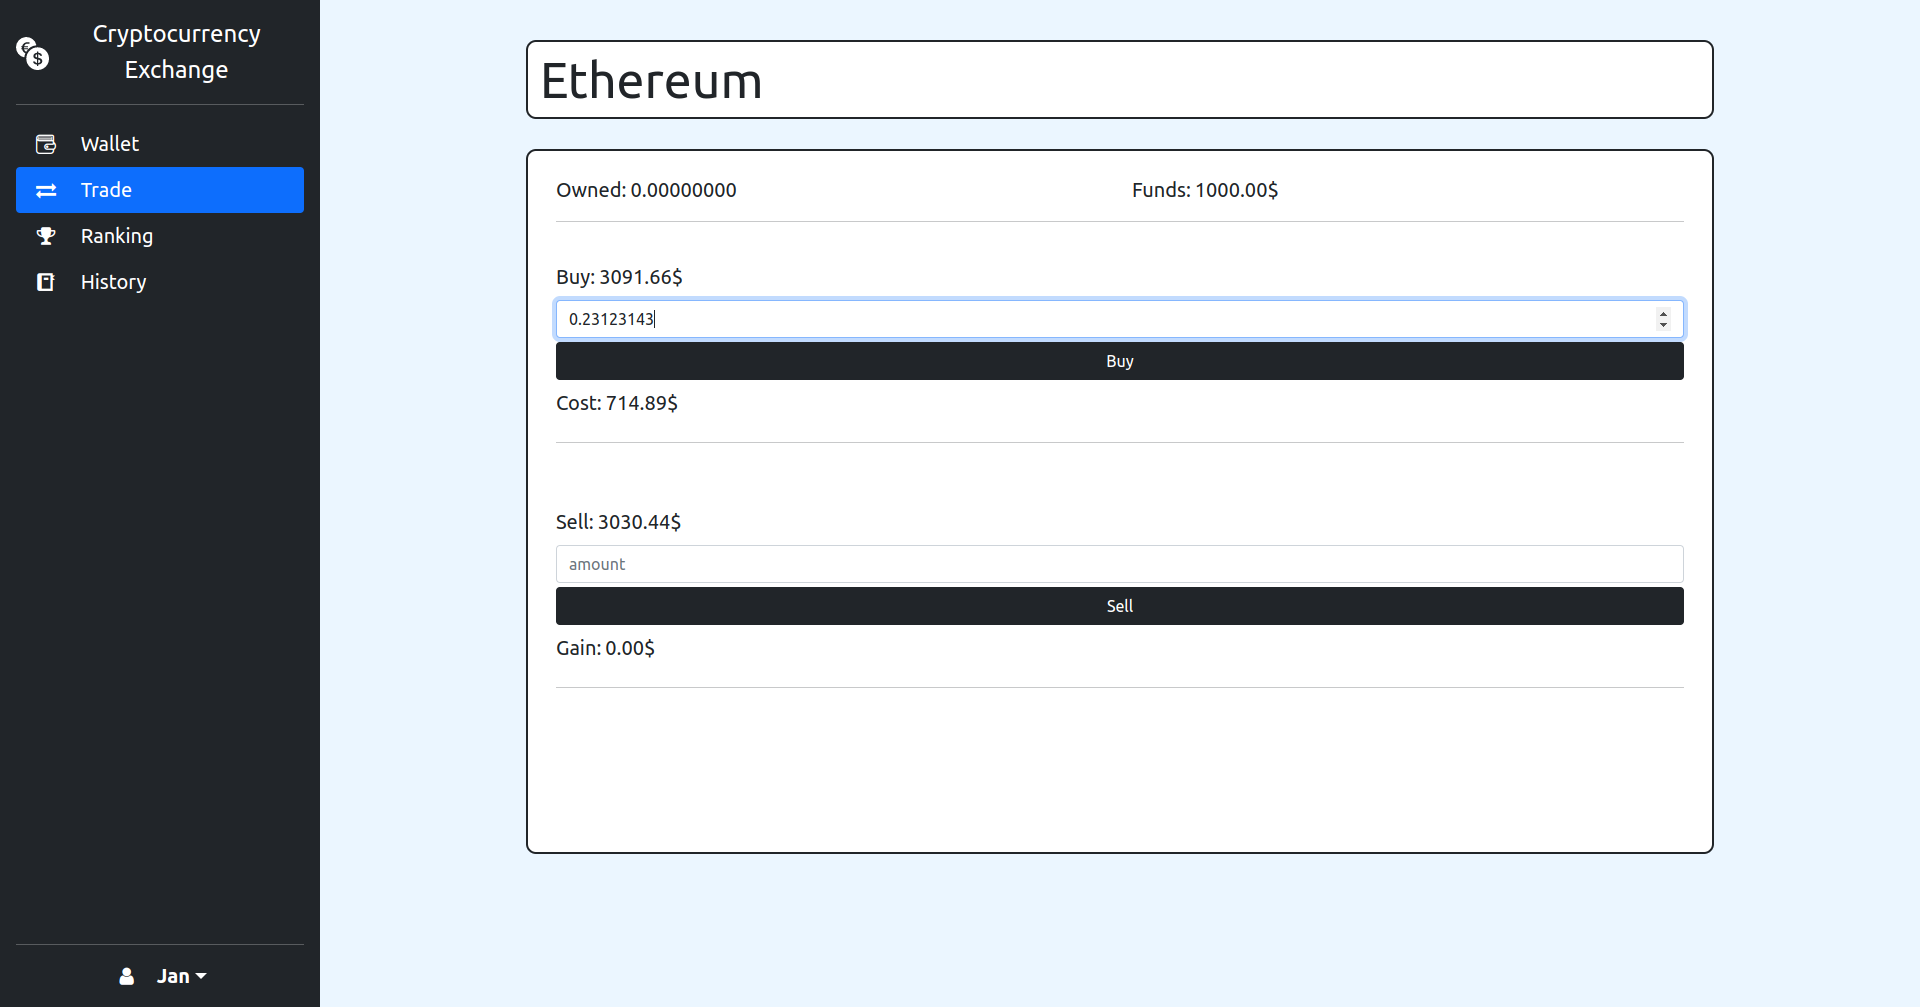 Cryptocurrency
Exchange
Wallet
Trade
Ranking
History
Jan
Ethereum
Owned: 0.00000000 Funds: 1000.00$
Buy: 3091.66$
0.23123143
Buy
Cost: 714.89$
Sell: 3030.44$
amount
Sell
Gain: 0.00$